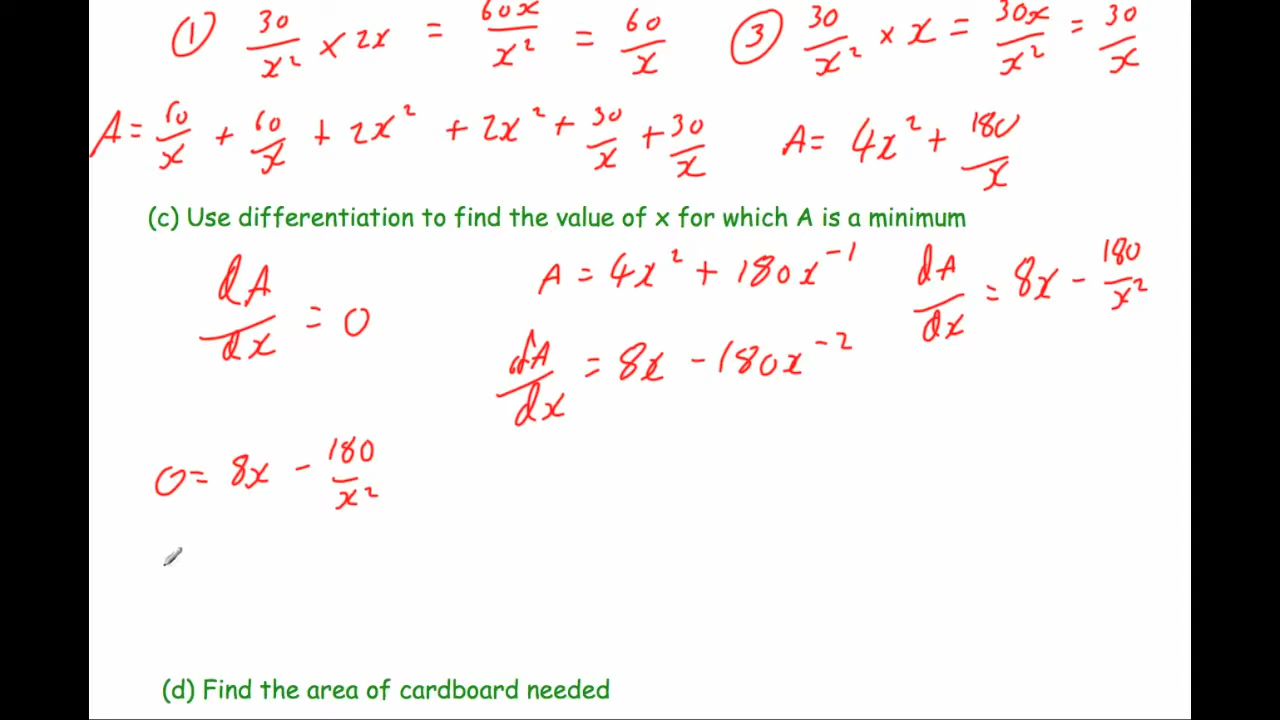 ① 30/x² × 2x = 60x/x² = 60/x ③ 30/x² × x = 30x/x² = 30/x
A = 60/x + 60/x + 2x² + 2x² + 30/x + 30/x A = 4x² + 180/x
(c) Use differentiation to find the value of x for which A is a minimum
dA/dx = 0 A = 4x² + 180x⁻¹ dA/dx = 8x - 180/x²
dA/dx = 8x - 180x⁻²
0 = 8x - 180/x²
(d) Find the area of cardboard needed